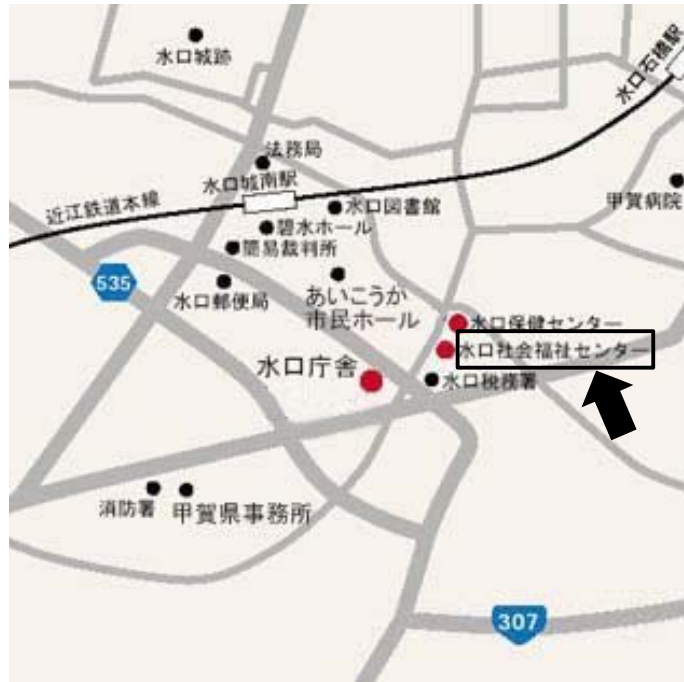 水口城跡
水口石橋駅
法務局
水口城南駅
近江鉄道本線
水口図書館
甲賀病院
碧水ホール
簡易裁判所
535
水口郵便局
あいこうか
市民ホール
水口保健センター
水口社会福祉センター
水口庁舎
水口税務署
消防署
甲賀県事務所
307